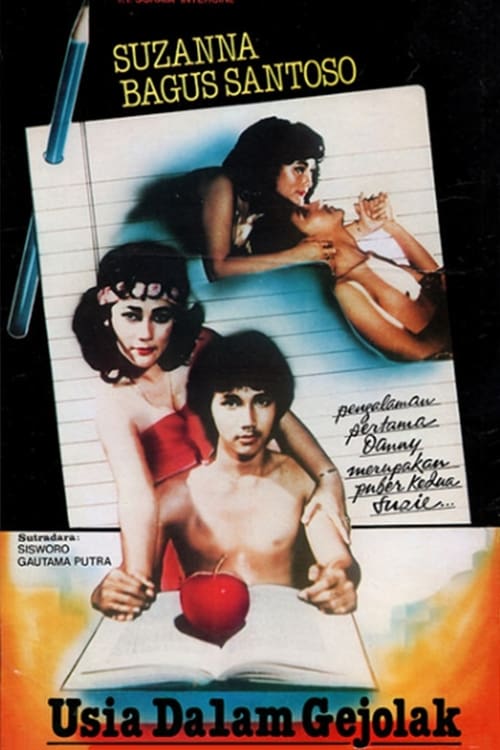 SUZANNA
BAGUS SANTOSO
pengalaman
pertama
Danny
merupakan
puber kedua
Suzie...
Sutradara:
SISWORO
GAUTAMA PUTRA
Usia Dalam Gejolak